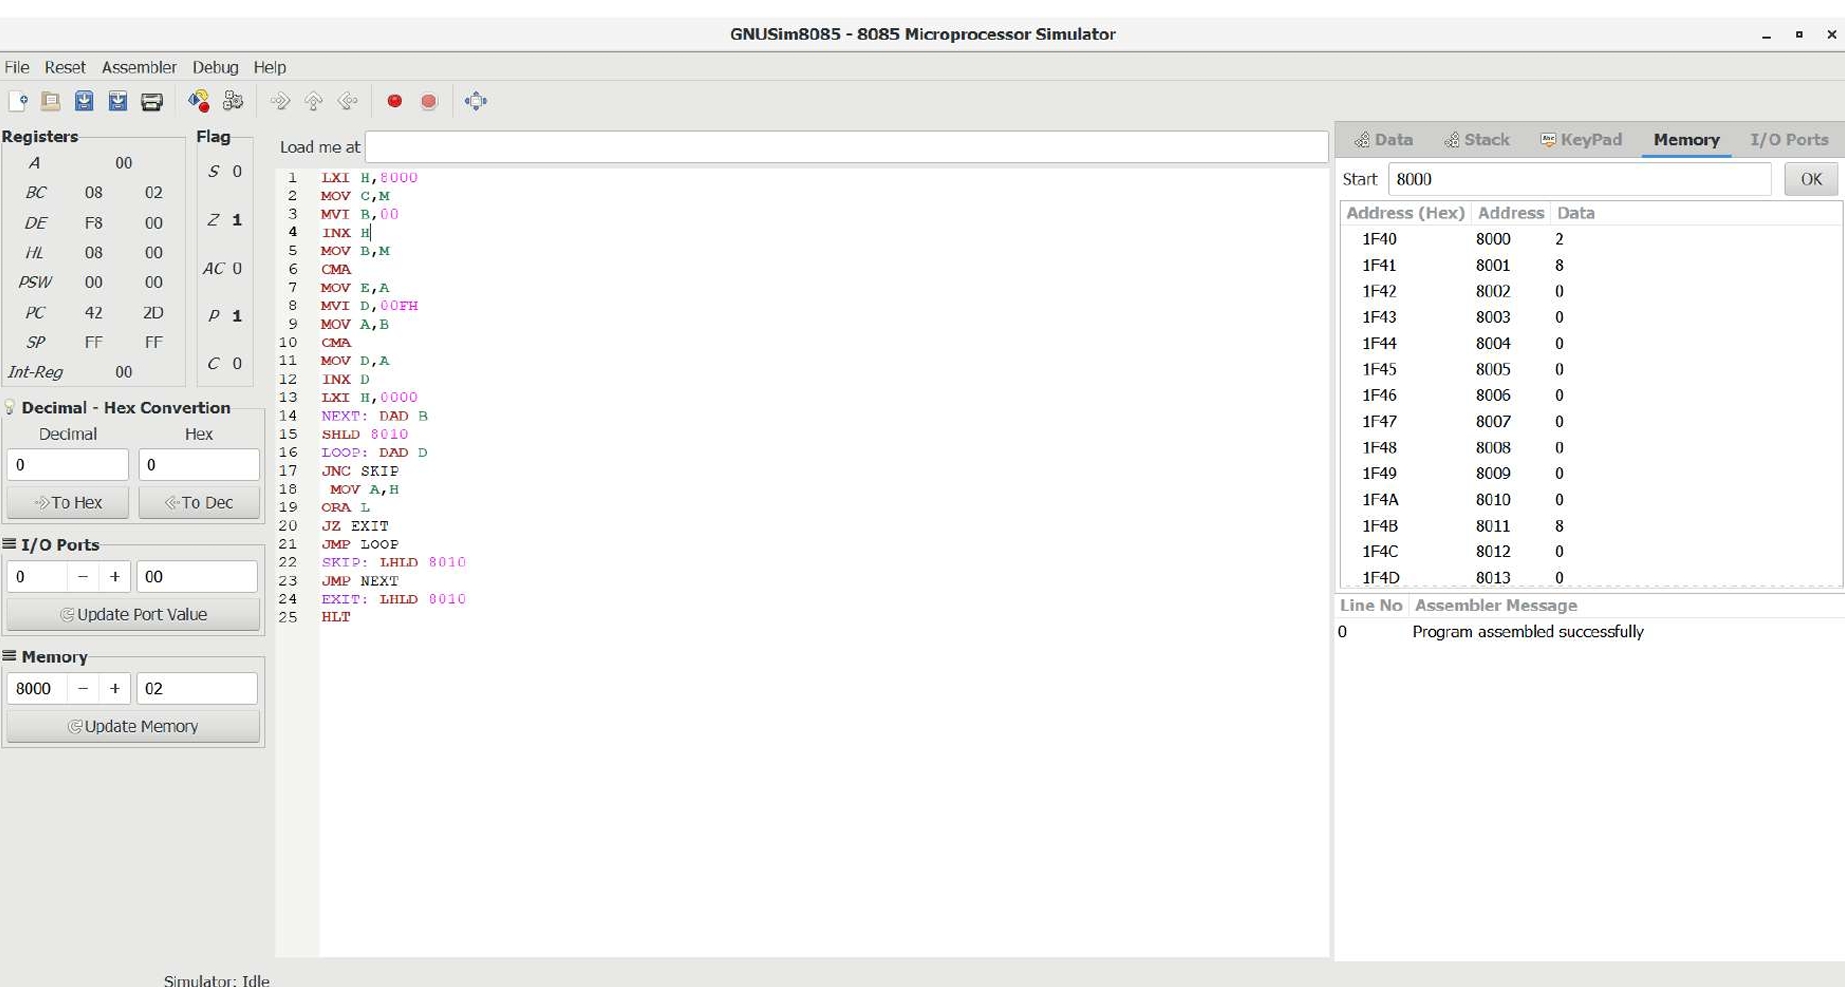 GNUSim8085 - 8085 Microprocessor Simulator
File Reset Assembler Debug Help
Registers
A 00
BC 08 02
DE F8 00
HL 08 00
PSW 00 00
PC 42 2D
SP FF FF
Int-Reg 00
Flag
S 0
Z 1
AC 0
P 1
C 0
Decimal - Hex Convertion
Decimal Hex
0 0
To Hex To Dec
I/O Ports
0 − + 00
Update Port Value
Memory
8000 − + 02
Update Memory
Load me at
1 LXI H,8000
2 MOV C,M
3 MVI B,00
4 INX H
5 MOV B,M
6 CMA
7 MOV E,A
8 MVI D,00FH
9 MOV A,B
10 CMA
11 MOV D,A
12 INX D
13 LXI H,0000
14 NEXT: DAD B
15 SHLD 8010
16 LOOP: DAD D
17 JNC SKIP
18 MOV A,H
19 ORA L
20 JZ EXIT
21 JMP LOOP
22 SKIP: LHLD 8010
23 JMP NEXT
24 EXIT: LHLD 8010
25 HLT
Data Stack KeyPad Memory I/O Ports
Start 8000 OK
Address (Hex) Address Data
1F40 8000 2
1F41 8001 8
1F42 8002 0
1F43 8003 0
1F44 8004 0
1F45 8005 0
1F46 8006 0
1F47 8007 0
1F48 8008 0
1F49 8009 0
1F4A 8010 0
1F4B 8011 8
1F4C 8012 0
1F4D 8013 0
Line No Assembler Message
0 Program assembled successfully
Simulator: Idle